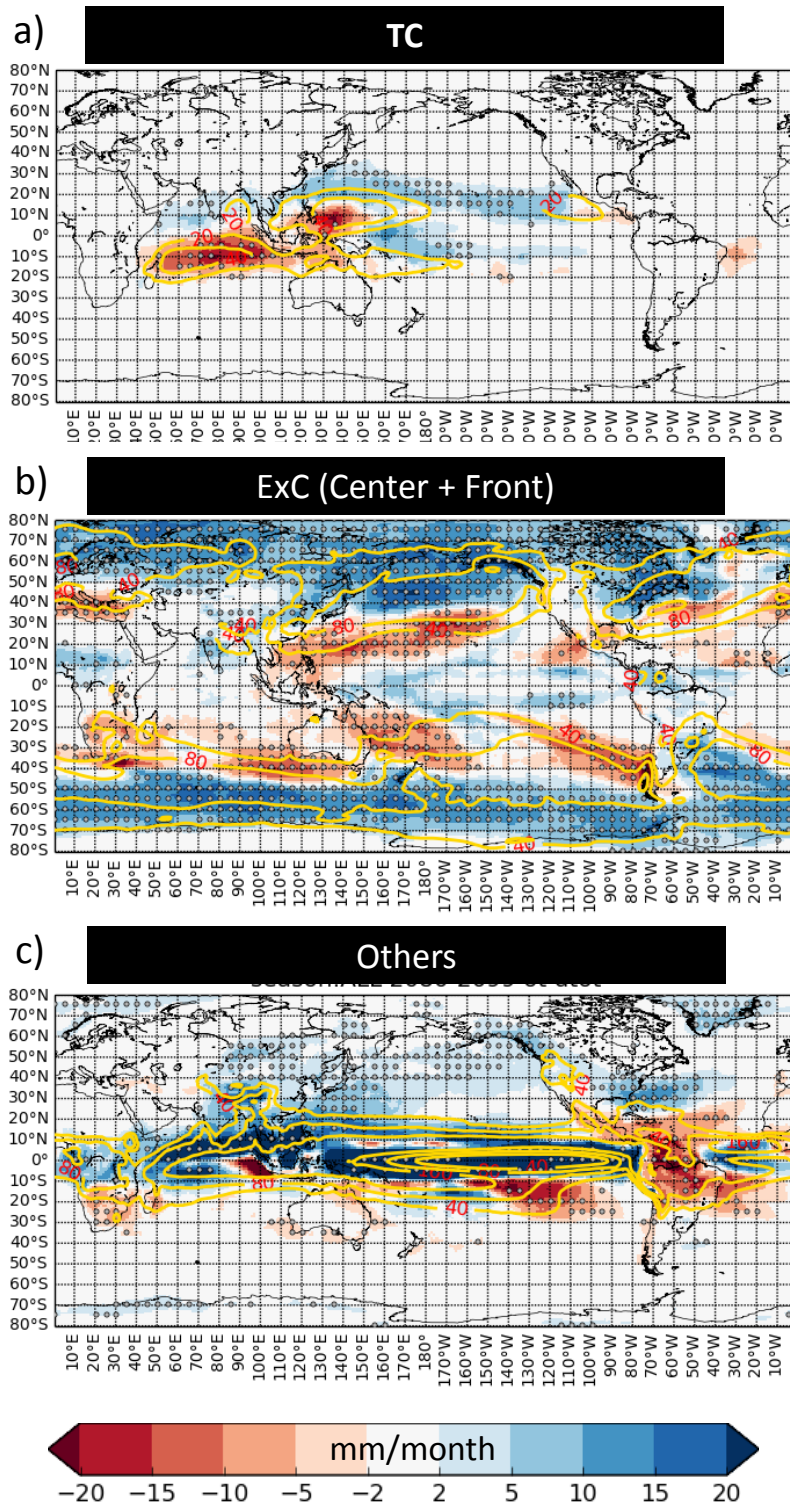 a)
TC
80°N
70°N
60°N
50°N
40°N
30°N
20°N
10°N
0°
10°S
20°S
30°S
40°S
50°S
60°S
70°S
80°S
20
20
20
40
b)
ExC (Center + Front)
80°N
70°N
60°N
50°N
40°N
30°N
20°N
10°N
0°
10°S
20°S
30°S
40°S
50°S
60°S
70°S
80°S
40
40
40
80
40
80
40
40
40
80
80
40
40
10°E 20°E 30°E 40°E 50°E 60°E 70°E 80°E 90°E 100°E 110°E 120°E 130°E 140°E 150°E 160°E 170°E 180° 170°W 160°W 150°W 140°W 130°W 120°W 110°W 100°W 90°W 80°W 70°W 60°W 50°W 40°W 30°W 20°W 10°W
c)
Others
80°N
70°N
60°N
50°N
40°N
30°N
20°N
10°N
0°
10°S
20°S
30°S
40°S
50°S
60°S
70°S
80°S
40
40
80
80
40
40
10°E 20°E 30°E 40°E 50°E 60°E 70°E 80°E 90°E 100°E 110°E 120°E 130°E 140°E 150°E 160°E 170°E 180° 170°W 160°W 150°W 140°W 130°W 120°W 110°W 100°W 90°W 80°W 70°W 60°W 50°W 40°W 30°W 20°W 10°W
mm/month
−20 −15 −10 −5 −2 2 5 10 15 20